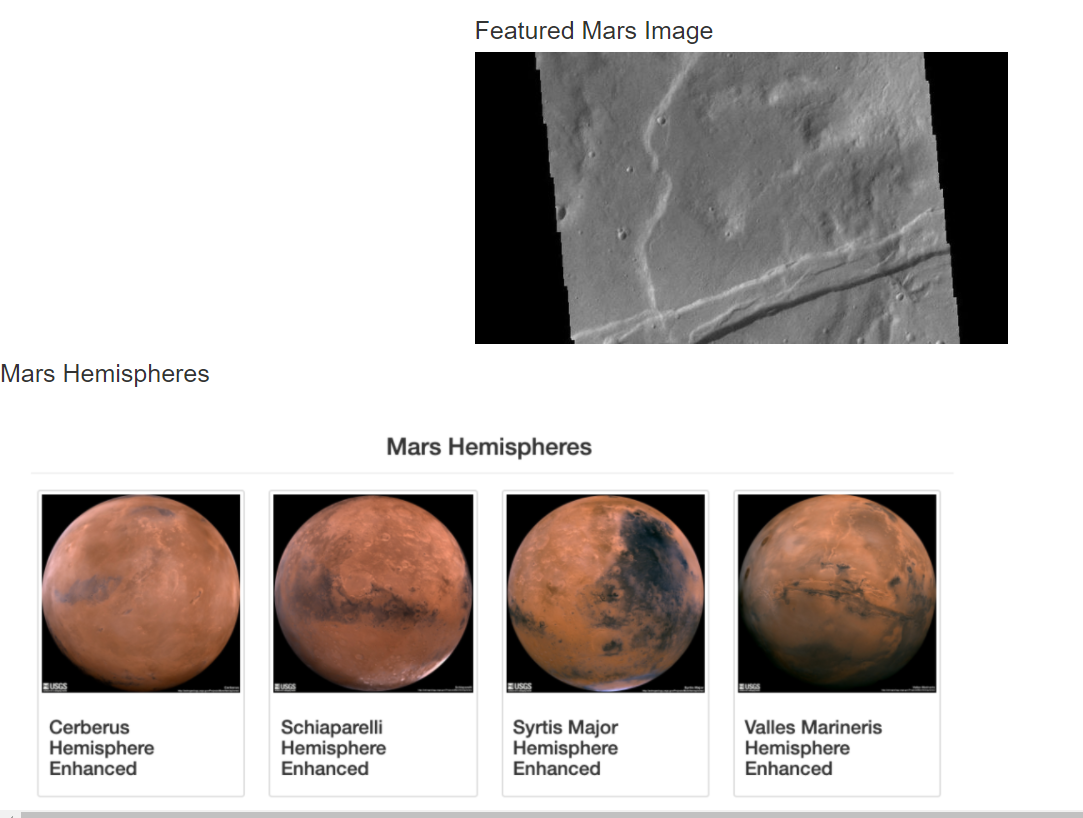 Featured Mars Image
Mars Hemispheres
Mars Hemispheres
USGS
USGS
USGS
USGS
Cerberus
Hemisphere
Enhanced
Schiaparelli
Hemisphere
Enhanced
Syrtis Major
Hemisphere
Enhanced
Valles Marineris
Hemisphere
Enhanced